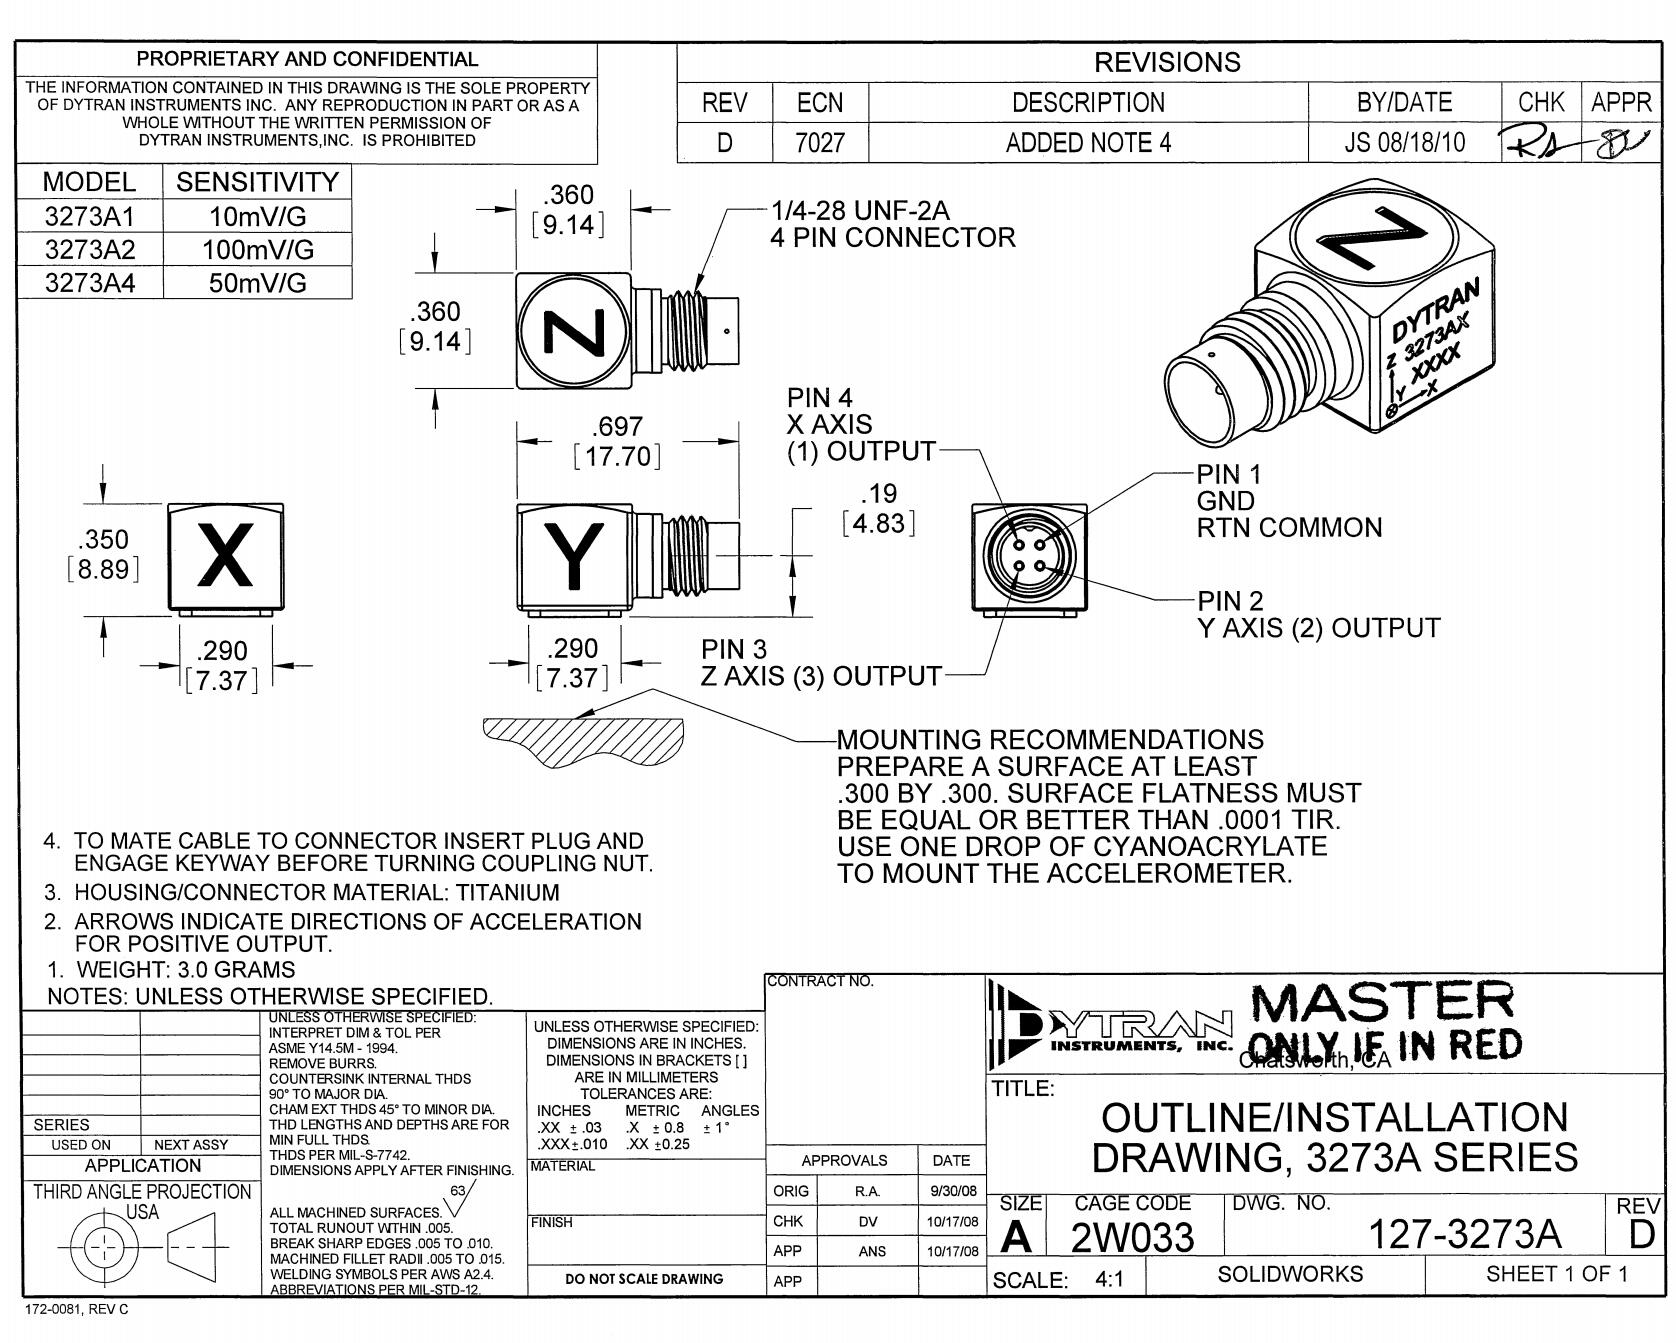 PROPRIETARY AND CONFIDENTIAL
THE INFORMATION CONTAINED IN THIS DRAWING IS THE SOLE PROPERTY
OF DYTRAN INSTRUMENTS INC. ANY REPRODUCTION IN PART OR AS A
WHOLE WITHOUT THE WRITTEN PERMISSION OF
DYTRAN INSTRUMENTS,INC. IS PROHIBITED
REVISIONS
REV ECN DESCRIPTION BY/DATE CHK APPR
D 7027 ADDED NOTE 4 JS 08/18/10
MODEL SENSITIVITY
3273A1 10mV/G
3273A2 100mV/G
3273A4 50mV/G
.360
[9.14]
1/4-28 UNF-2A
4 PIN CONNECTOR
.360
[9.14]
Z
Z
DYTRAN
3273AX
XXXX
Z
Y
X
.697
[17.70]
PIN 4
X AXIS
(1) OUTPUT
.19
[4.83]
PIN 1
GND
RTN COMMON
.350
[8.89]
X
Y
.290
[7.37]
.290
[7.37]
PIN 2
Y AXIS (2) OUTPUT
PIN 3
Z AXIS (3) OUTPUT
MOUNTING RECOMMENDATIONS
PREPARE A SURFACE AT LEAST
.300 BY .300. SURFACE FLATNESS MUST
BE EQUAL OR BETTER THAN .0001 TIR.
USE ONE DROP OF CYANOACRYLATE
TO MOUNT THE ACCELEROMETER.
4. TO MATE CABLE TO CONNECTOR INSERT PLUG AND
ENGAGE KEYWAY BEFORE TURNING COUPLING NUT.
3. HOUSING/CONNECTOR MATERIAL: TITANIUM
2. ARROWS INDICATE DIRECTIONS OF ACCELERATION
FOR POSITIVE OUTPUT.
1. WEIGHT: 3.0 GRAMS
NOTES: UNLESS OTHERWISE SPECIFIED.
SERIES
USED ON NEXT ASSY
APPLICATION
THIRD ANGLE PROJECTION
USA
UNLESS OTHERWISE SPECIFIED:
INTERPRET DIM & TOL PER
ASME Y14.5M - 1994.
REMOVE BURRS.
COUNTERSINK INTERNAL THDS
90° TO MAJOR DIA.
CHAM EXT THDS 45° TO MINOR DIA.
THD LENGTHS AND DEPTHS ARE FOR
MIN FULL THDS.
THDS PER MIL-S-7742.
DIMENSIONS APPLY AFTER FINISHING.
63
ALL MACHINED SURFACES.
TOTAL RUNOUT WITHIN .005.
BREAK SHARP EDGES .005 TO .010.
MACHINED FILLET RADII .005 TO .015.
WELDING SYMBOLS PER AWS A2.4.
ABBREVIATIONS PER MIL-STD-12.
UNLESS OTHERWISE SPECIFIED:
DIMENSIONS ARE IN INCHES.
DIMENSIONS IN BRACKETS [ ]
ARE IN MILLIMETERS
TOLERANCES ARE:
INCHES METRIC ANGLES
.XX ± .03 .X ± 0.8 ± 1°
.XXX±.010 .XX ±0.25
MATERIAL
FINISH
DO NOT SCALE DRAWING
CONTRACT NO.
APPROVALS DATE
ORIG R.A. 9/30/08
CHK DV 10/17/08
APP ANS 10/17/08
APP
DYTRAN
INSTRUMENTS, INC.
Chatsworth, CA
MASTER
ONLY IF IN RED
TITLE:
OUTLINE/INSTALLATION
DRAWING, 3273A SERIES
SIZE CAGE CODE DWG. NO. REV
A 2W033 127-3273A D
SCALE: 4:1 SOLIDWORKS SHEET 1 OF 1
172-0081, REV C